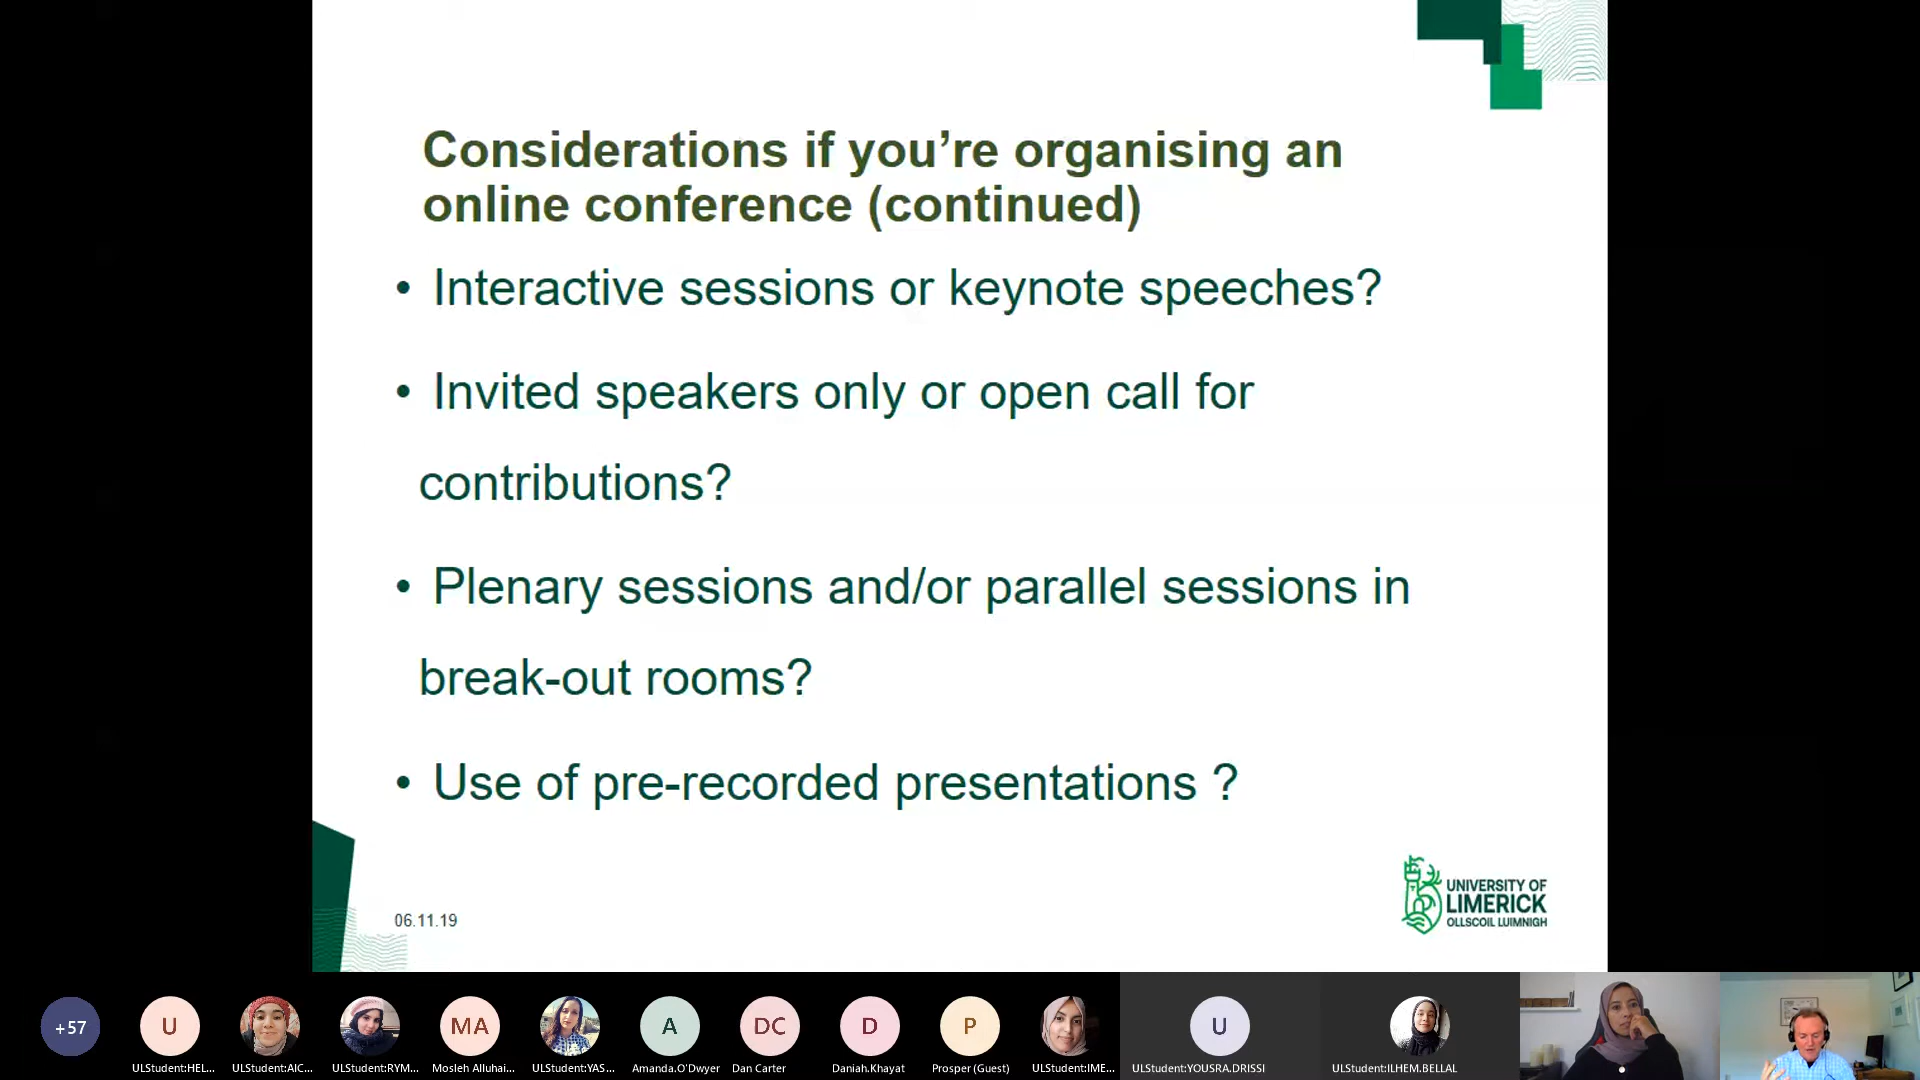 Considerations if you’re organising an
online conference (continued)
• Interactive sessions or keynote speeches?
• Invited speakers only or open call for
contributions?
• Plenary sessions and/or parallel sessions in
break-out rooms?
• Use of pre-recorded presentations ?
06.11.19
UNIVERSITY OF
LIMERICK
OLLSCOIL LUIMNIGH
+57
U
MA
A
DC
D
P
U
ULStudent:HEL...
ULStudent:AIC...
ULStudent:RYM...
Mosleh Alluhai...
ULStudent:YAS...
Amanda.O'Dwyer
Dan Carter
Daniah.Khayat
Prosper (Guest)
ULStudent:IME...
ULStudent:YOUSRA.DRISSI
ULStudent:ILHEM.BELLAL